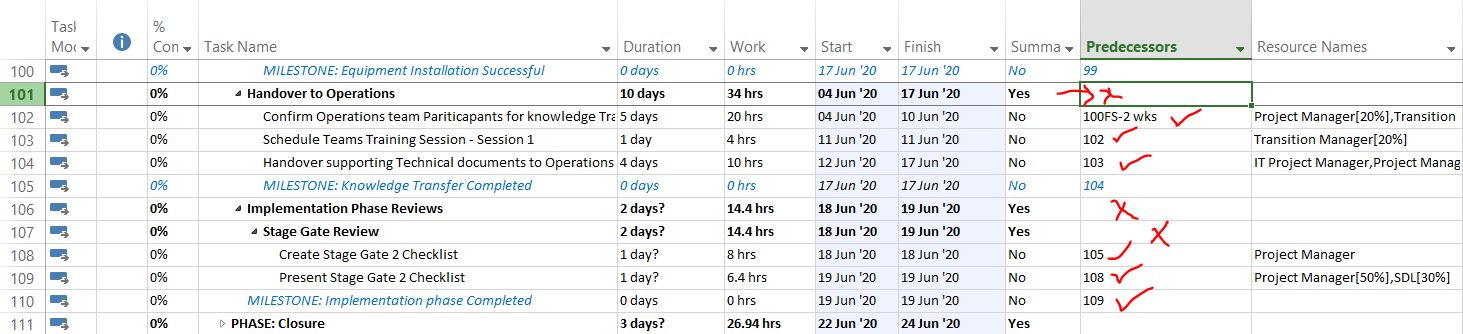 Task Moc % Con Task Name Duration Work Start Finish Summa Predecessors Resource Names
100 0% MILESTONE: Equipment Installation Successful 0 days 0 hrs 17 Jun '20 17 Jun '20 No 99
101 0% Handover to Operations 10 days 34 hrs 04 Jun '20 17 Jun '20 Yes
102 0% Confirm Operations team Pariticapants for knowledge Tra 5 days 20 hrs 04 Jun '20 10 Jun '20 No 100FS-2 wks Project Manager[20%],Transition
103 0% Schedule Teams Training Session - Session 1 1 day 4 hrs 11 Jun '20 11 Jun '20 No 102 Transition Manager[20%]
104 0% Handover supporting Technical documents to Operations 4 days 10 hrs 12 Jun '20 17 Jun '20 No 103 IT Project Manager,Project Manag
105 0% MILESTONE: Knowledge Transfer Completed 0 days 0 hrs 17 Jun '20 17 Jun '20 No 104
106 0% Implementation Phase Reviews 2 days? 14.4 hrs 18 Jun '20 19 Jun '20 Yes
107 0% Stage Gate Review 2 days? 14.4 hrs 18 Jun '20 19 Jun '20 Yes
108 0% Create Stage Gate 2 Checklist 1 day? 8 hrs 18 Jun '20 18 Jun '20 No 105 Project Manager
109 0% Present Stage Gate 2 Checklist 1 day? 6.4 hrs 19 Jun '20 19 Jun '20 No 108 Project Manager[50%],SDL[30%]
110 0% MILESTONE: Implementation phase Completed 0 days 0 hrs 19 Jun '20 19 Jun '20 No 109
111 0% PHASE: Closure 3 days? 26.94 hrs 22 Jun '20 24 Jun '20 Yes